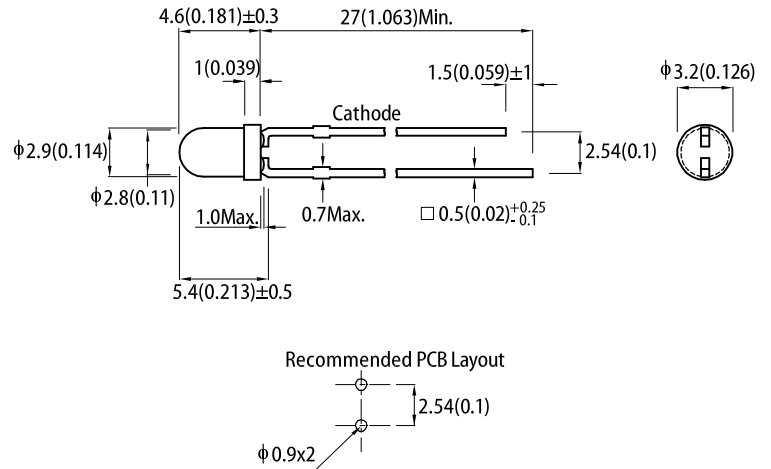 4.6(0.181)±0.3
27(1.063)Min.
1(0.039)
1.5(0.059)±1
ϕ3.2(0.126)
Cathode
ϕ2.9(0.114)
2.54(0.1)
ϕ2.8(0.11)
1.0Max.
0.7Max.
□ 0.5(0.02)+0.25
- 0.1
5.4(0.213)±0.5
Recommended PCB Layout
2.54(0.1)
ϕ0.9x2